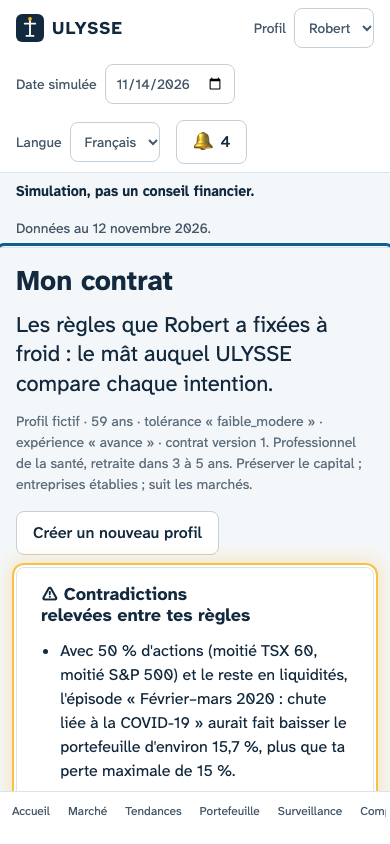 ULYSSE
Profil Robert
Date simulée 11/14/2026
Langue Français 4
Simulation, pas un conseil financier.
Données au 12 novembre 2026.
Mon contrat
Les règles que Robert a fixées à
froid : le mât auquel ULYSSE
compare chaque intention.
Profil fictif · 59 ans · tolérance « faible_modere » ·
expérience « avance » · contrat version 1. Professionnel
de la santé, retraite dans 3 à 5 ans. Préserver le capital ;
entreprises établies ; suit les marchés.
Créer un nouveau profil
⚠ Contradictions
relevées entre tes règles
• Avec 50 % d'actions (moitié TSX 60,
moitié S&P 500) et le reste en liquidités,
l'épisode « Février–mars 2020 : chute
liée à la COVID-19 » aurait fait baisser le
portefeuille d'environ 15,7 %, plus que ta
perte maximale de 15 %.
Accueil Marché Tendances Portefeuille Surveillance